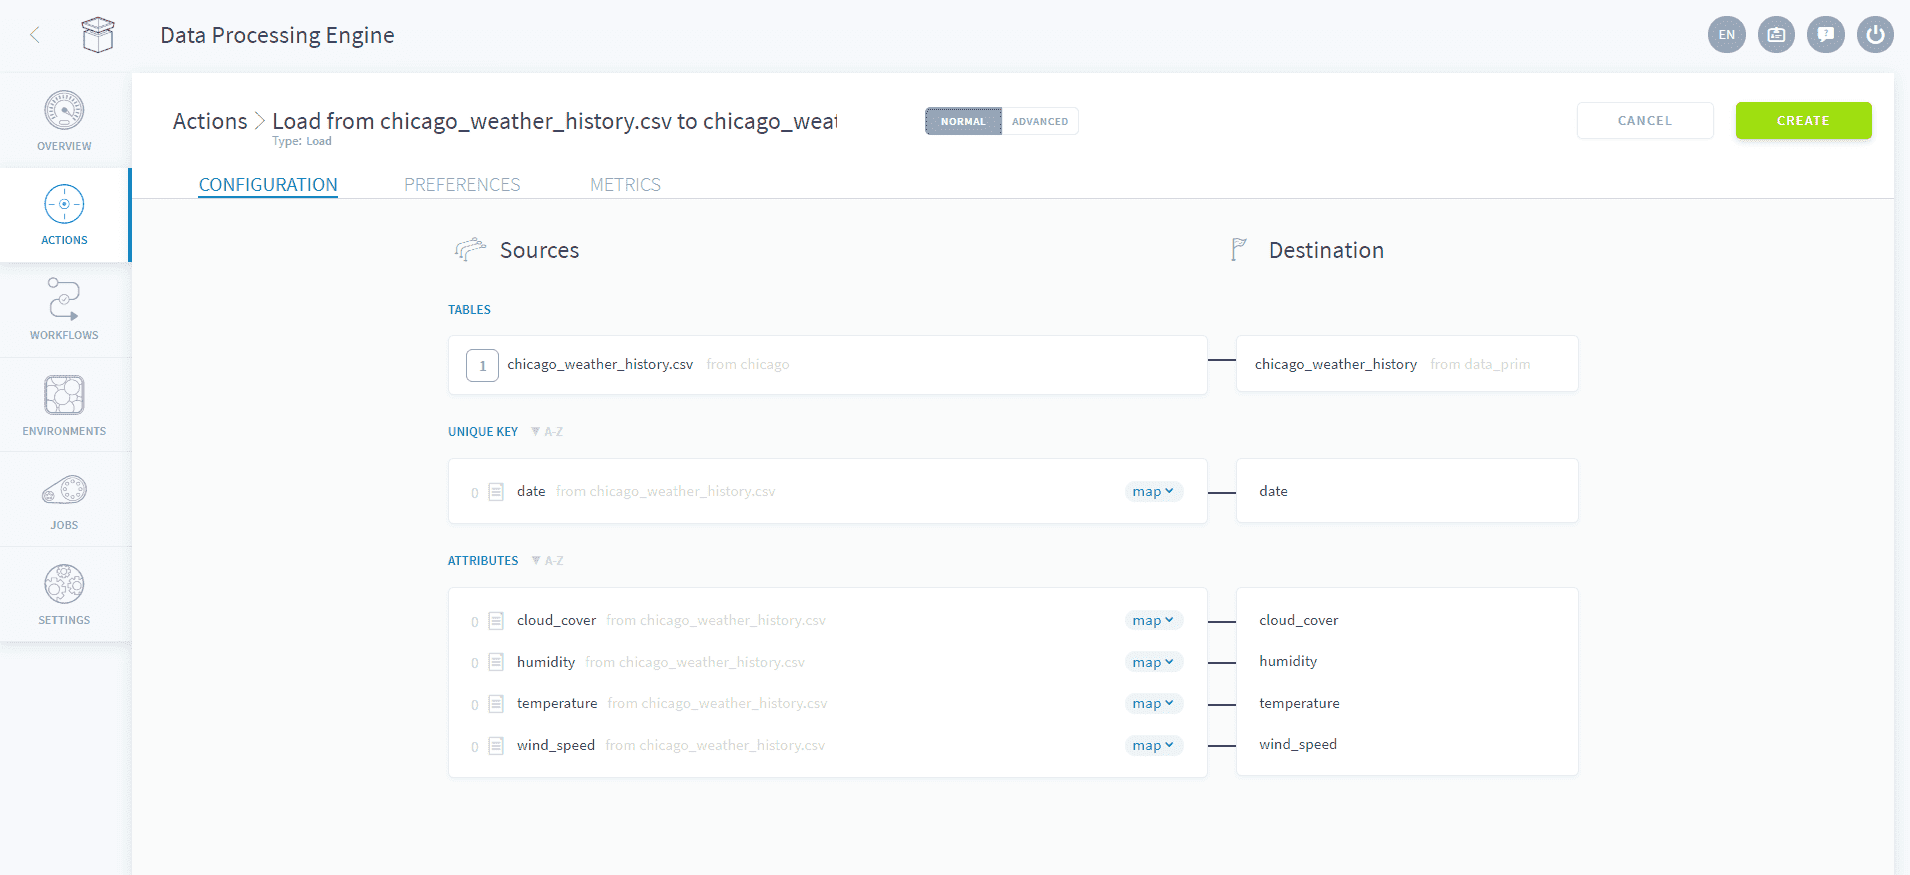 Data Processing Engine
EN
Actions > Load from chicago_weather_history.csv to chicago_weat
Type: Load
NORMAL ADVANCED
CANCEL
CREATE
OVERVIEW
ACTIONS
WORKFLOWS
ENVIRONMENTS
JOBS
SETTINGS
CONFIGURATION PREFERENCES METRICS
Sources Destination
TABLES
1 chicago_weather_history.csv from chicago chicago_weather_history from data_prim
UNIQUE KEY ▼ A-Z
0 date from chicago_weather_history.csv map date
ATTRIBUTES ▼ A-Z
0 cloud_cover from chicago_weather_history.csv map cloud_cover
0 humidity from chicago_weather_history.csv map humidity
0 temperature from chicago_weather_history.csv map temperature
0 wind_speed from chicago_weather_history.csv map wind_speed